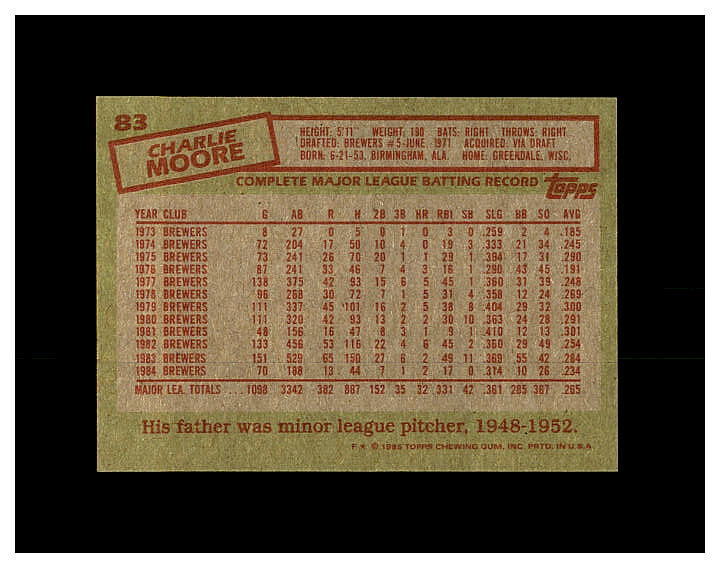 83
CHARLIE
MOORE
HEIGHT: 5'11" WEIGHT: 180 BATS: RIGHT THROWS: RIGHT
DRAFTED: BREWERS #5-JUNE, 1971 ACQUIRED: VIA DRAFT
BORN: 6-21-53, BIRMINGHAM, ALA. HOME: GREENDALE, WISC.
COMPLETE MAJOR LEAGUE BATTING RECORD Topps
YEAR CLUB G AB R H 2B 3B HR RBI SB SLG BB SO AVG
1973 BREWERS 8 27 0 5 0 1 0 3 0 .259 2 4 .185
1974 BREWERS 72 204 17 50 10 4 0 19 3 .333 21 34 .245
1975 BREWERS 73 241 26 70 20 1 1 29 1 .394 17 31 .290
1976 BREWERS 87 241 33 46 7 4 3 16 1 .290 43 45 .191
1977 BREWERS 138 375 42 93 15 6 5 45 1 .360 31 39 .248
1978 BREWERS 96 268 30 72 7 1 5 31 4 .358 12 24 .269
1979 BREWERS 111 337 45 101 16 2 5 38 8 .404 29 32 .300
1980 BREWERS 111 320 42 93 13 2 2 30 10 .363 24 28 .291
1981 BREWERS 48 156 16 47 8 3 1 9 1 .410 12 13 .301
1982 BREWERS 133 456 53 116 22 4 6 45 2 .360 29 49 .254
1983 BREWERS 151 529 65 150 27 6 2 49 11 .369 55 42 .284
1984 BREWERS 70 188 13 44 7 1 2 17 0 .314 10 26 .234
MAJOR LEA. TOTALS ... 1098 3342 382 887 152 35 32 331 42 .361 285 367 .265
His father was minor league pitcher, 1948-1952.
F★ © 1985 TOPPS CHEWING GUM, INC. PRTD. IN U.S.A.